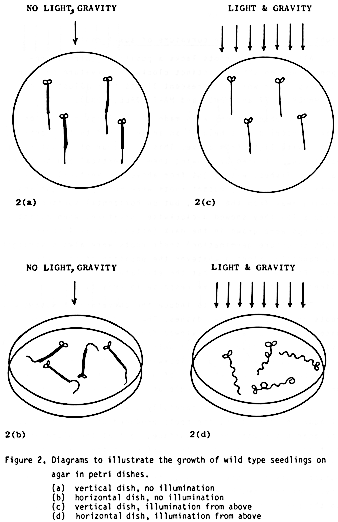 NO LIGHT, GRAVITY
LIGHT & GRAVITY
2(a)
2(c)
NO LIGHT, GRAVITY
LIGHT & GRAVITY
2(b)
2(d)
Figure 2. Diagrams to illustrate the growth of wild type seedlings on
agar in petri dishes.
(a) vertical dish, no illumination
(b) horizontal dish, no illumination
(c) vertical dish, illumination from above
(d) horizontal dish, illumination from above